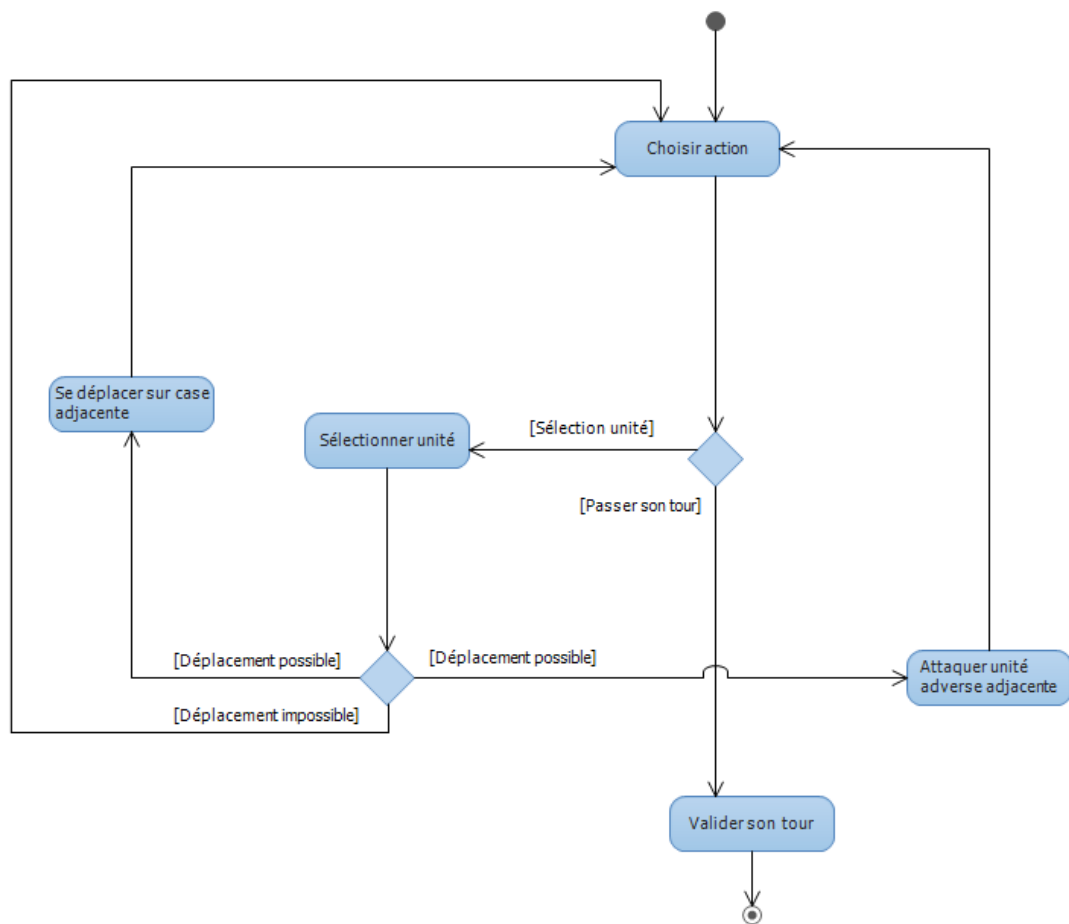 Choisir action
Se déplacer sur case
adjacente
Sélectionner unité
[Sélection unité]
[Passer son tour]
[Déplacement possible]
[Déplacement possible]
[Déplacement impossible]
Attaquer unité
adverse adjacente
Valider son tour